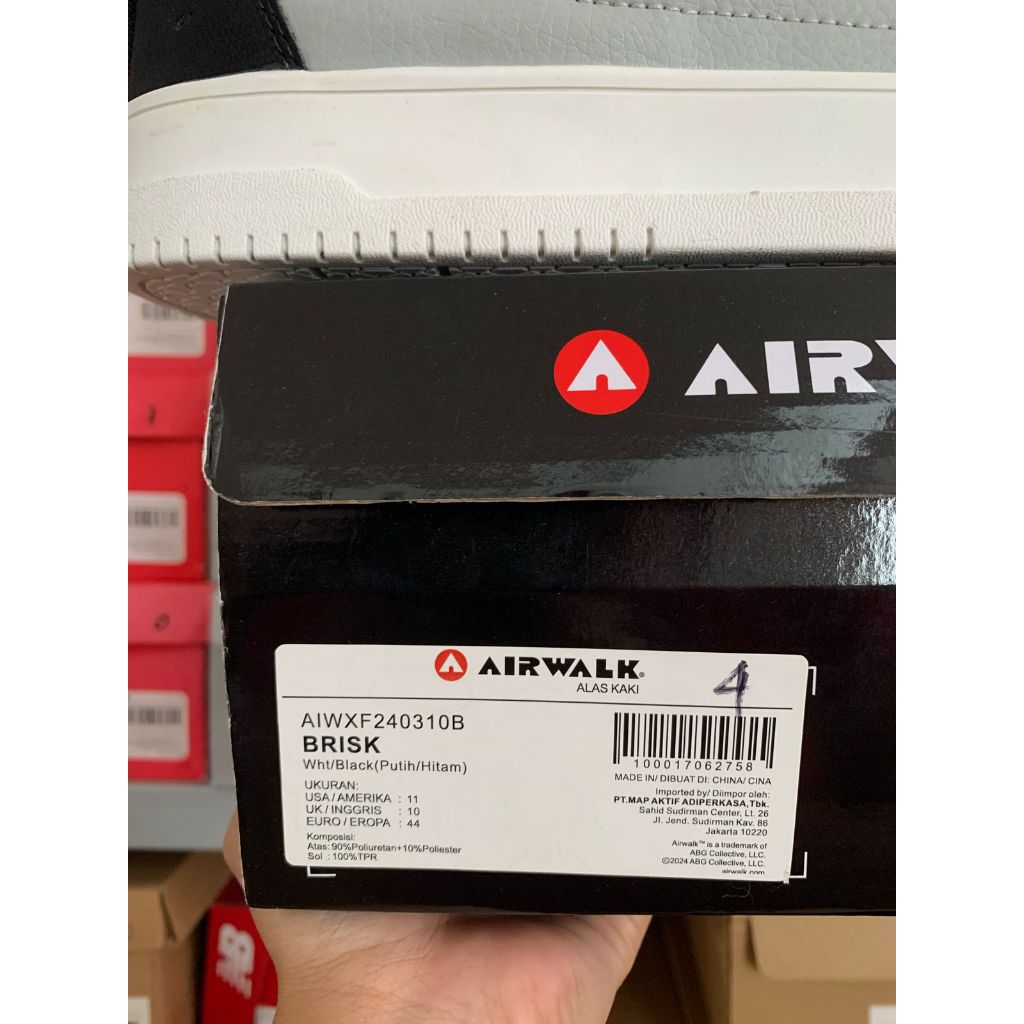 AIRW
AIRWALK®
ALAS KAKI
4
AIWXF240310B
BRISK
Wht/Black(Putih/Hitam)
100017062758
MADE IN/ DIBUAT DI: CHINA/ CINA
UKURAN:
USA/AMERIKA : 11
UK/INGGRIS : 10
EURO/EROPA : 44
Imported by/ Diimpor oleh:
PT.MAP AKTIF ADIPERKASA,Tbk.
Sahid Sudirman Center, Lt. 26
Jl. Jend. Sudirman Kav. 86
Jakarta 10220
Komposisi:
Atas: 90%Poliuretan+10%Poliester
Sol : 100%TPR
Airwalk™ is a trademark of
ABG Collective, LLC.
©2024 ABG Collective, LLC.
airwalk.com